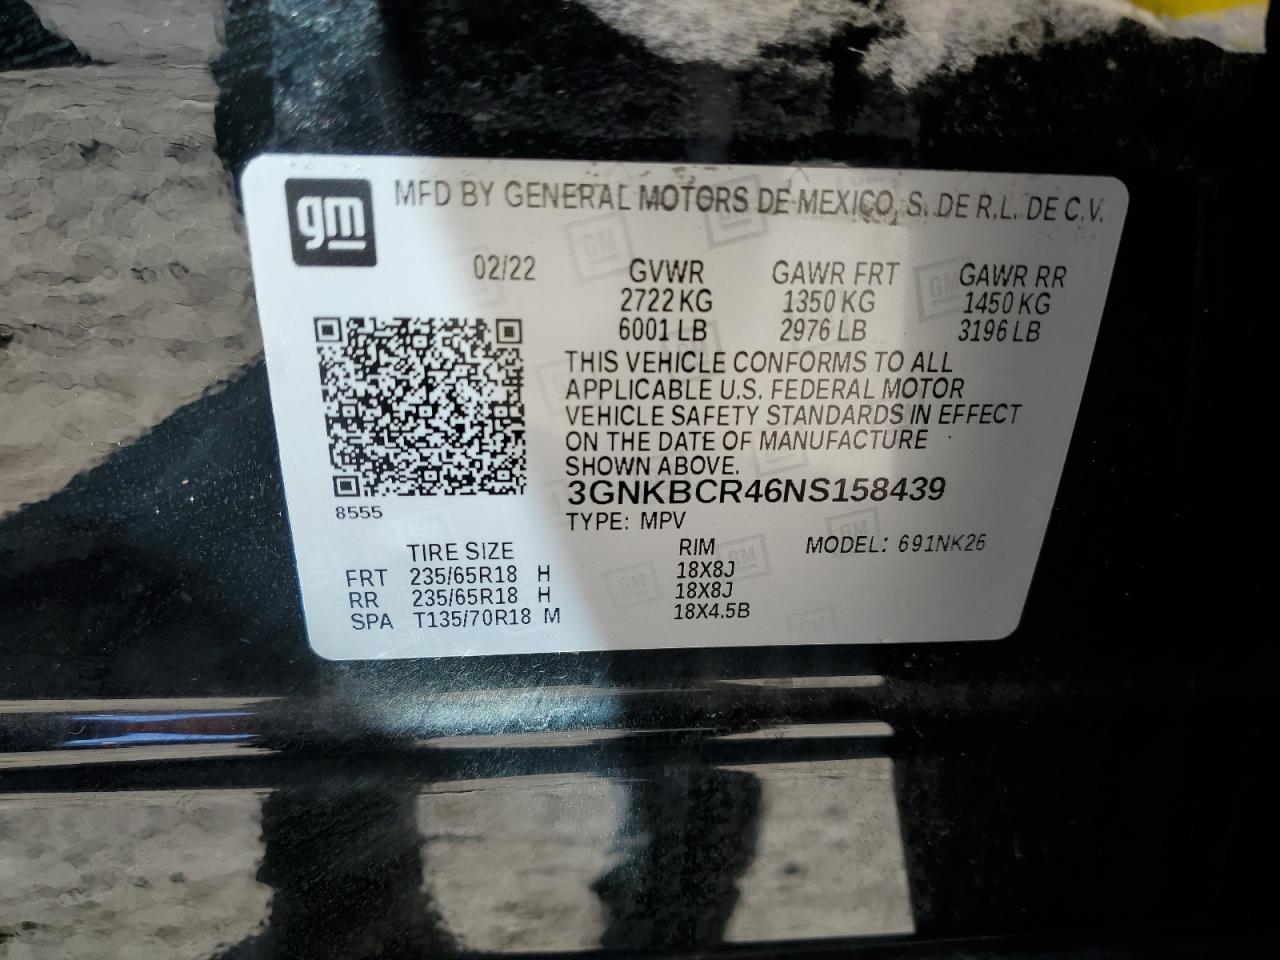 gm
MFD BY GENERAL MOTORS DE MEXICO, S. DE R.L. DE C.V.
02/22 GVWR GAWR FRT GAWR RR
2722 KG 1350 KG 1450 KG
6001 LB 2976 LB 3196 LB
THIS VEHICLE CONFORMS TO ALL
APPLICABLE U.S. FEDERAL MOTOR
VEHICLE SAFETY STANDARDS IN EFFECT
ON THE DATE OF MANUFACTURE
SHOWN ABOVE.
3GNKBCR46NS158439
8555
TYPE: MPV
TIRE SIZE RIM MODEL: 691NK26
FRT 235/65R18 H 18X8J
RR 235/65R18 H 18X8J
SPA T135/70R18 M 18X4.5B